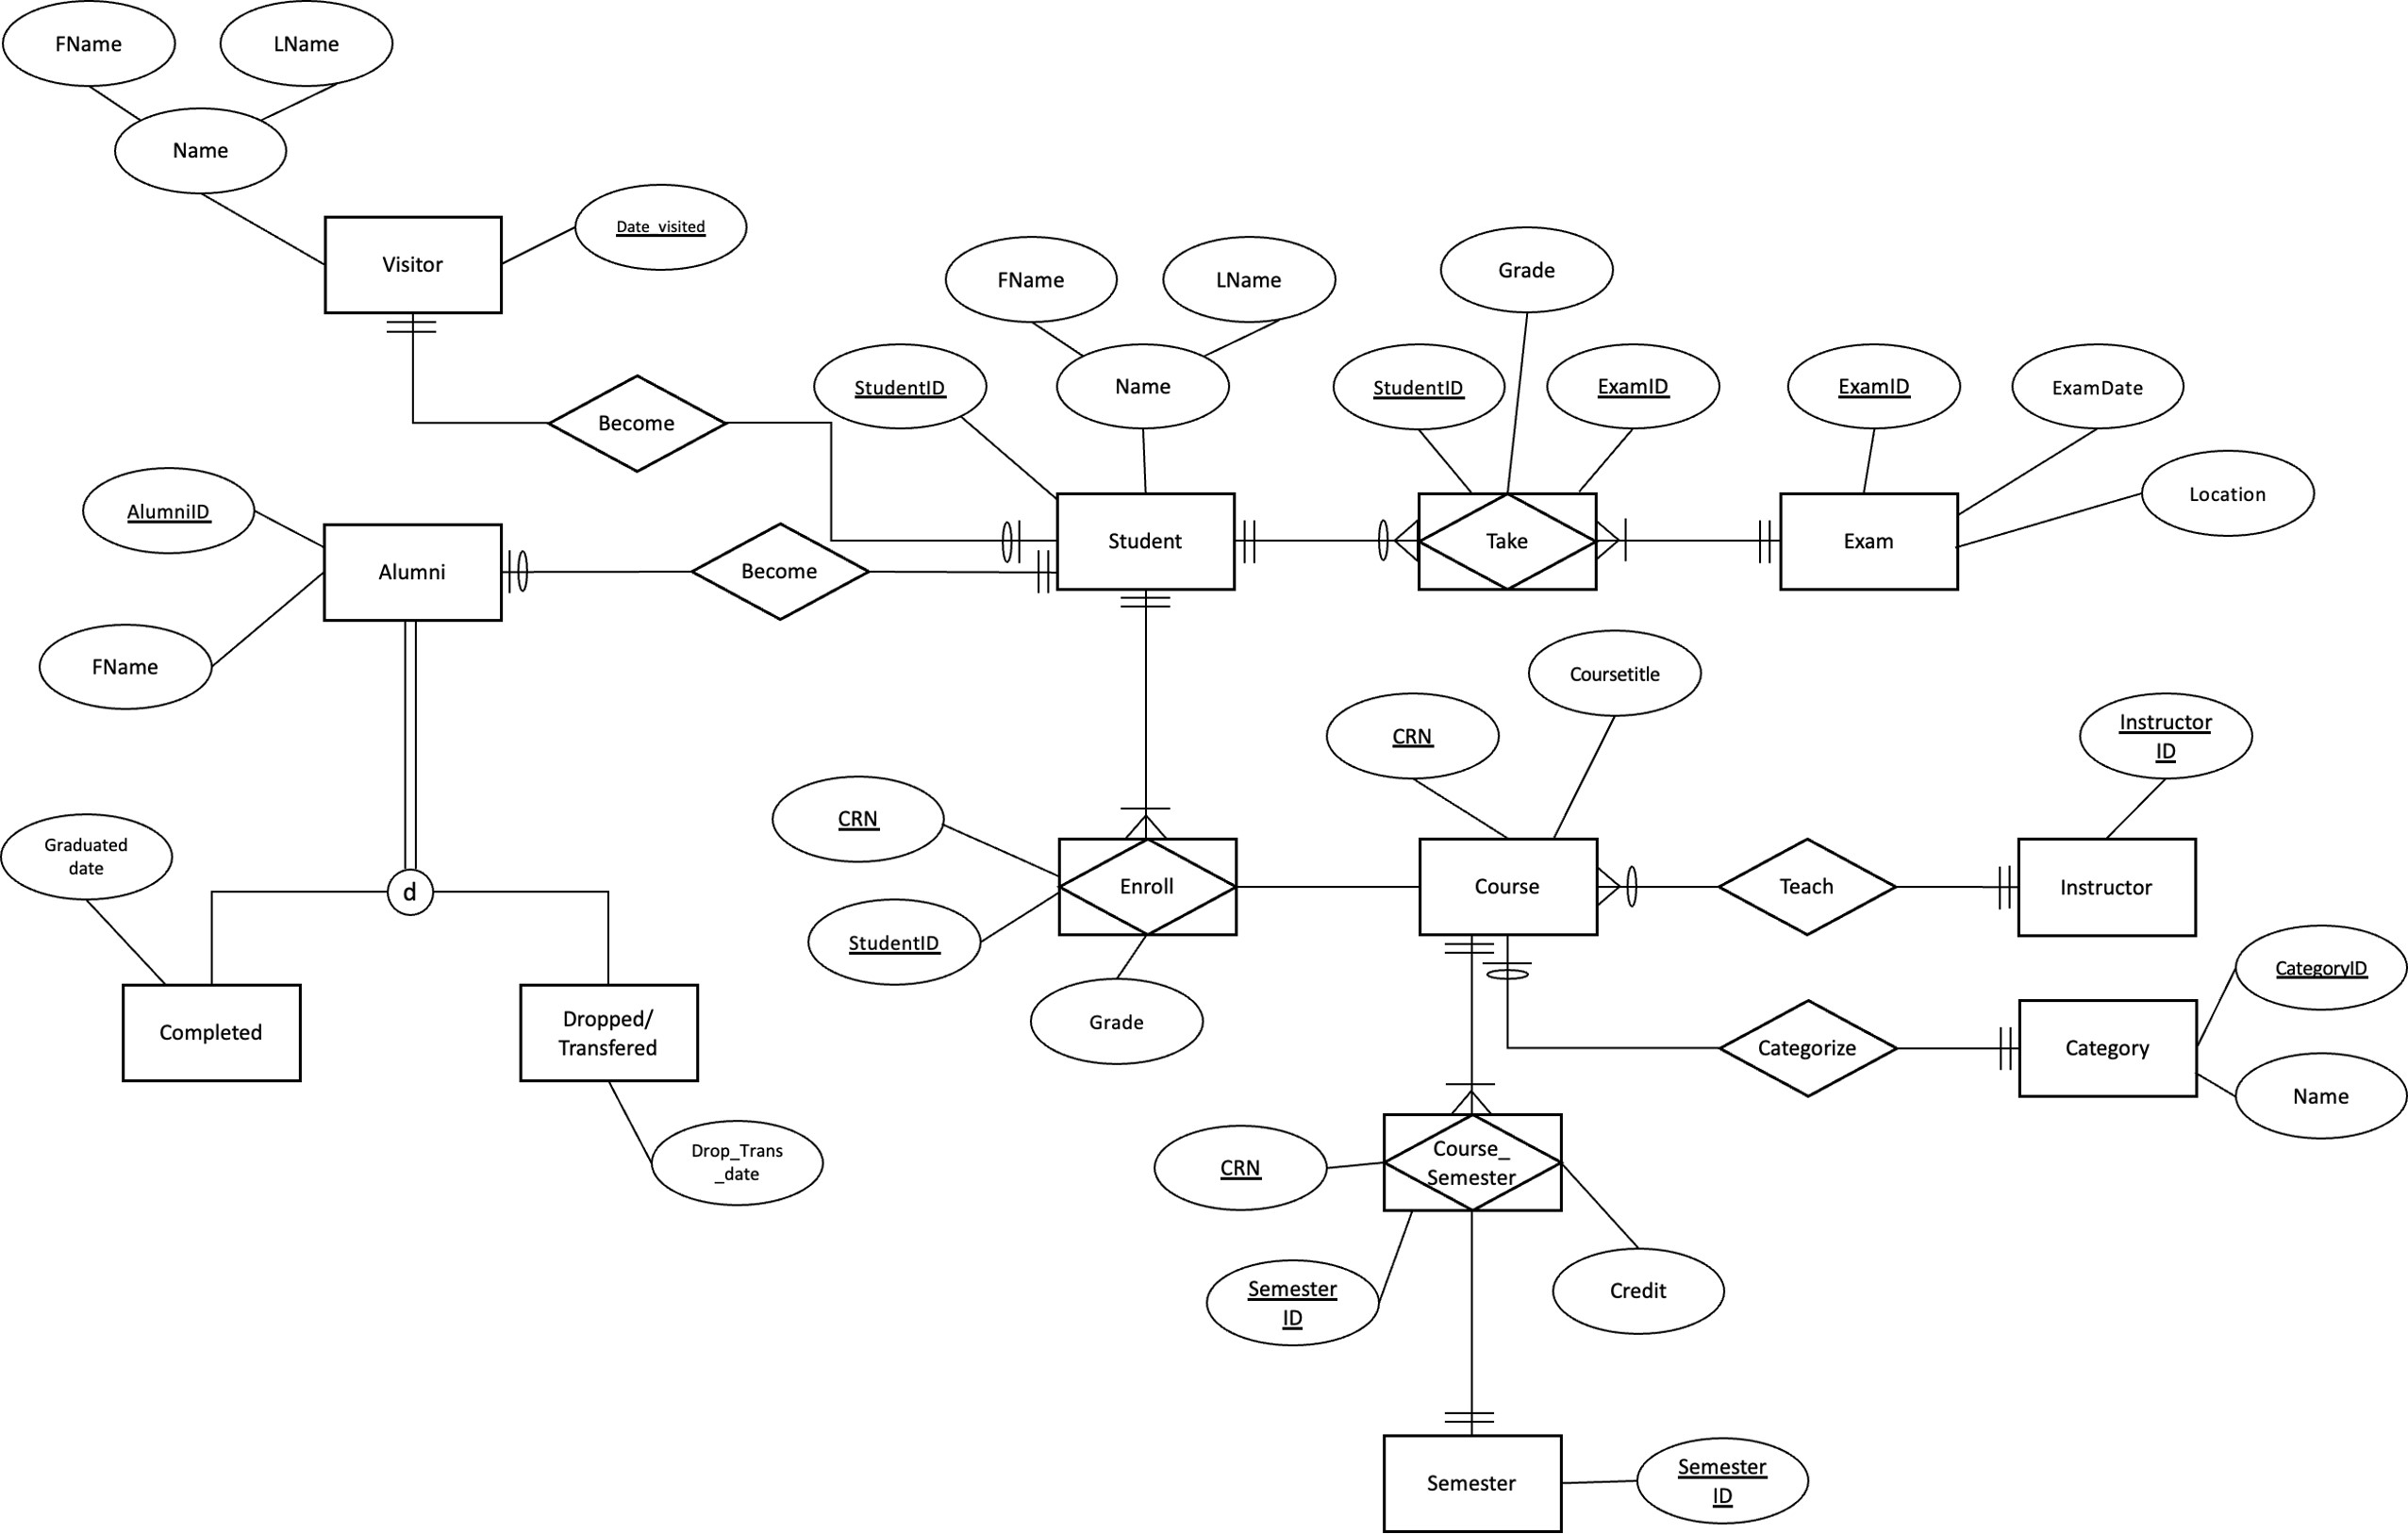 FName
LName
Name
Date_visited
Visitor
FName
LName
Grade
StudentID
Name
StudentID
ExamID
ExamID
ExamDate
Become
Location
AlumniID
Student
Take
Exam
Alumni
Become
FName
Coursetitle
CRN
Instructor
ID
CRN
Graduated
date
d
Enroll
Course
Teach
Instructor
StudentID
CategoryID
Grade
Completed
Dropped/
Transfered
Categorize
Category
Name
Drop_Trans
_date
CRN
Course_
Semester
Semester
ID
Credit
Semester
Semester
ID